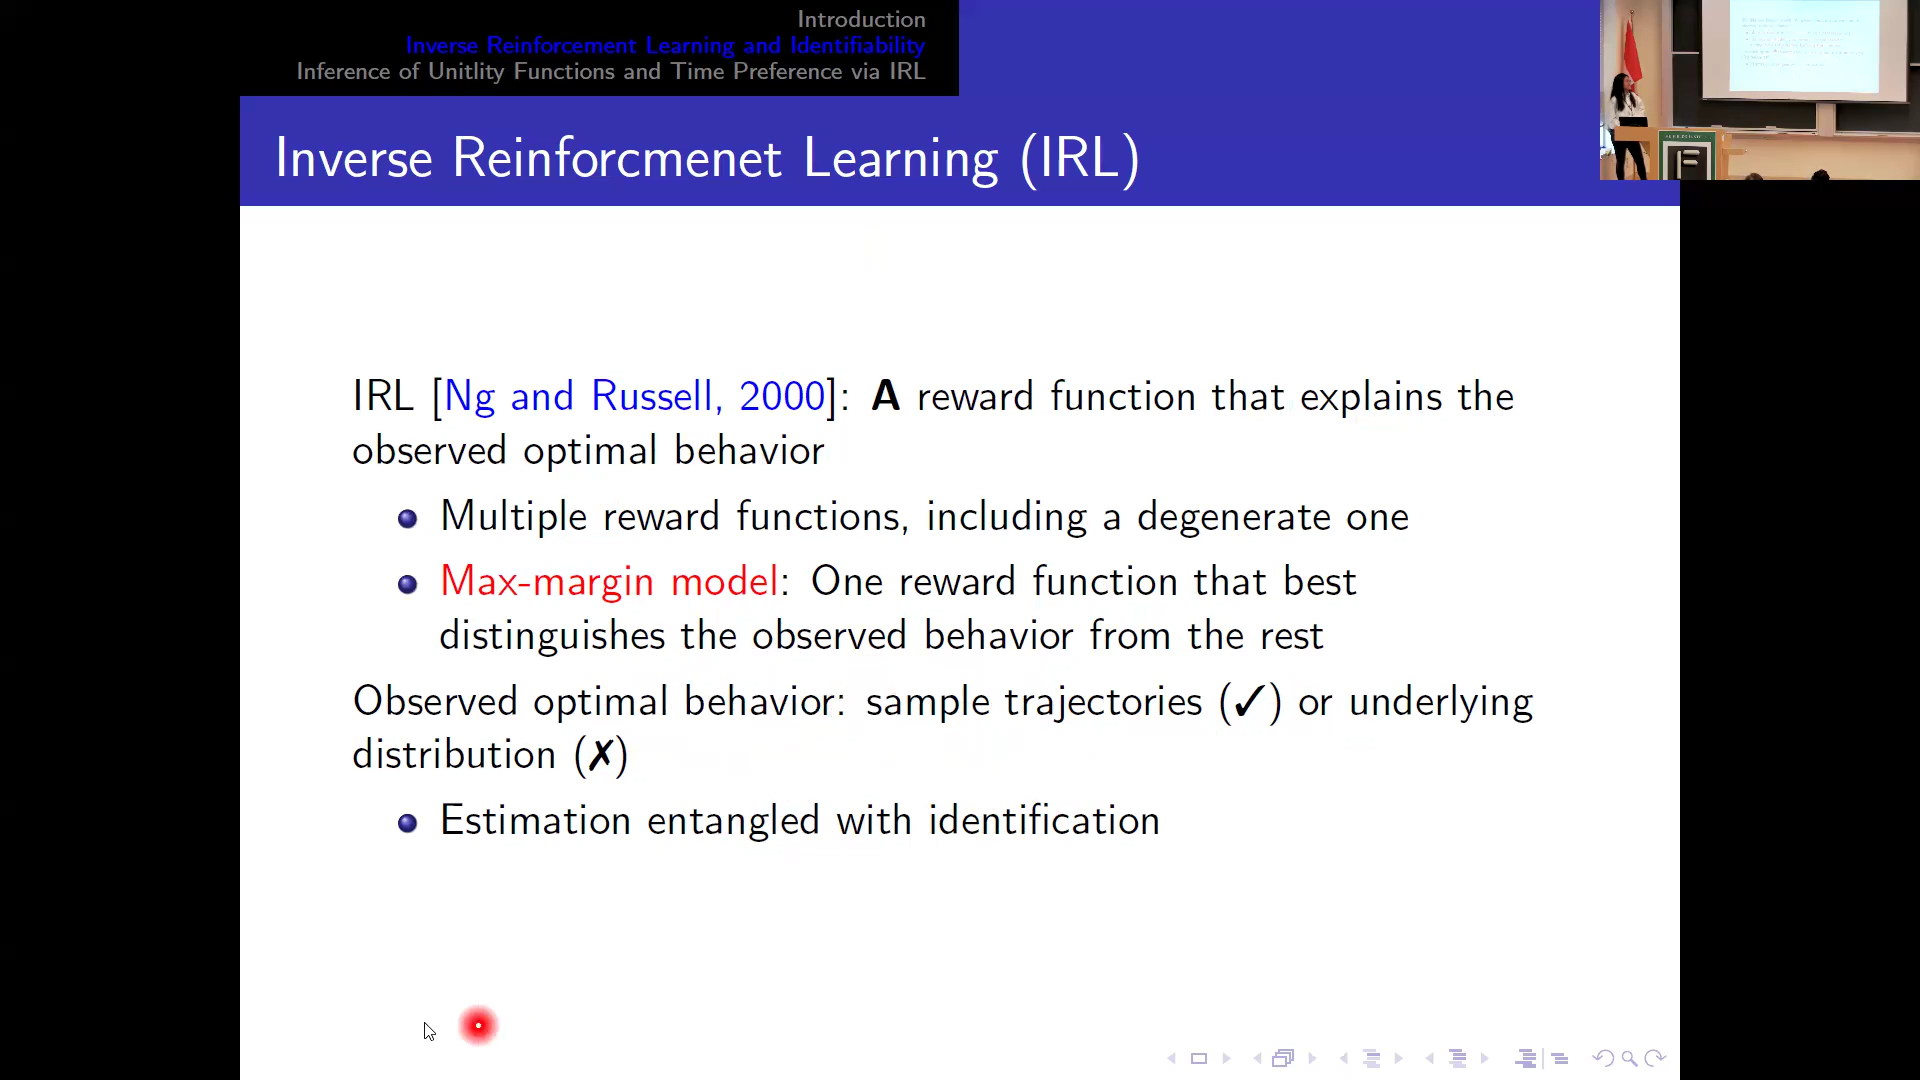 Introduction
Inverse Reinforcement Learning and Identifiability
Inference of Unitlity Functions and Time Preference via IRL
Inverse Reinforcmenet Learning (IRL)
IRL [Ng and Russell, 2000]: A reward function that explains the
observed optimal behavior
Multiple reward functions, including a degenerate one
Max-margin model: One reward function that best
distinguishes the observed behavior from the rest
Observed optimal behavior: sample trajectories (✓) or underlying
distribution (✗)
Estimation entangled with identification